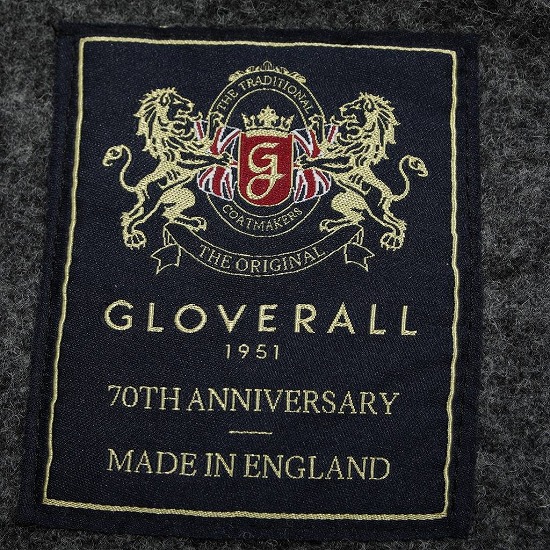 THE TRADITIONAL
G
COATMAKERS
THE ORIGINAL
GLOVERALL
1951
70TH ANNIVERSARY
MADE IN ENGLAND